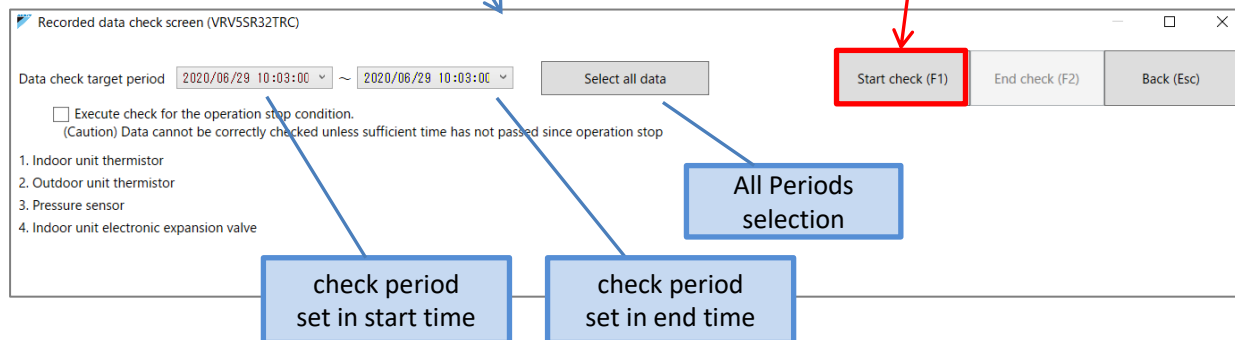 Recorded data check screen (VRV5SR32TRC)
Data check target period 2020/06/29 10:03:00 ~ 2020/06/29 10:03:00 Select all data Start check (F1) End check (F2) Back (Esc)
Execute check for the operation stop condition.
(Caution) Data cannot be correctly checked unless sufficient time has not passed since operation stop
1. Indoor unit thermistor
2. Outdoor unit thermistor
3. Pressure sensor
4. Indoor unit electronic expansion valve
All Periods
selection
check period
set in start time
check period
set in end time